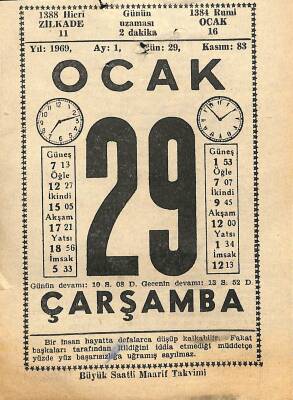 1388 Hicri
ZİLKADE
11
Günün
uzaması
2 dakika
1384 Rumi
OCAK
16
Yıl: 1969, Ay: 1, Gün: 29, Kasım: 83
OCAK
29
Güneş
7 13
Öğle
12 27
İkindi
15 05
Akşam
17 21
Yatsı
18 56
İmsak
5 33
Güneş
1 53
Öğle
7 07
İkindi
9 45
Akşam
12 00
Yatsı
1 34
İmsak
12 13
Günün devamı: 10 S. 08 D. Gecenin devamı: 13 S. 52 D.
ÇARŞAMBA
Bir insan hayatta defalarca düşüp kalkabilir. Fakat
başkaları tarafından itildiğini iddia etmediği müddetçe
yüzde yüz başarısızlığa uğramış sayılmaz.
Büyük Saatli Maarif Takvimi